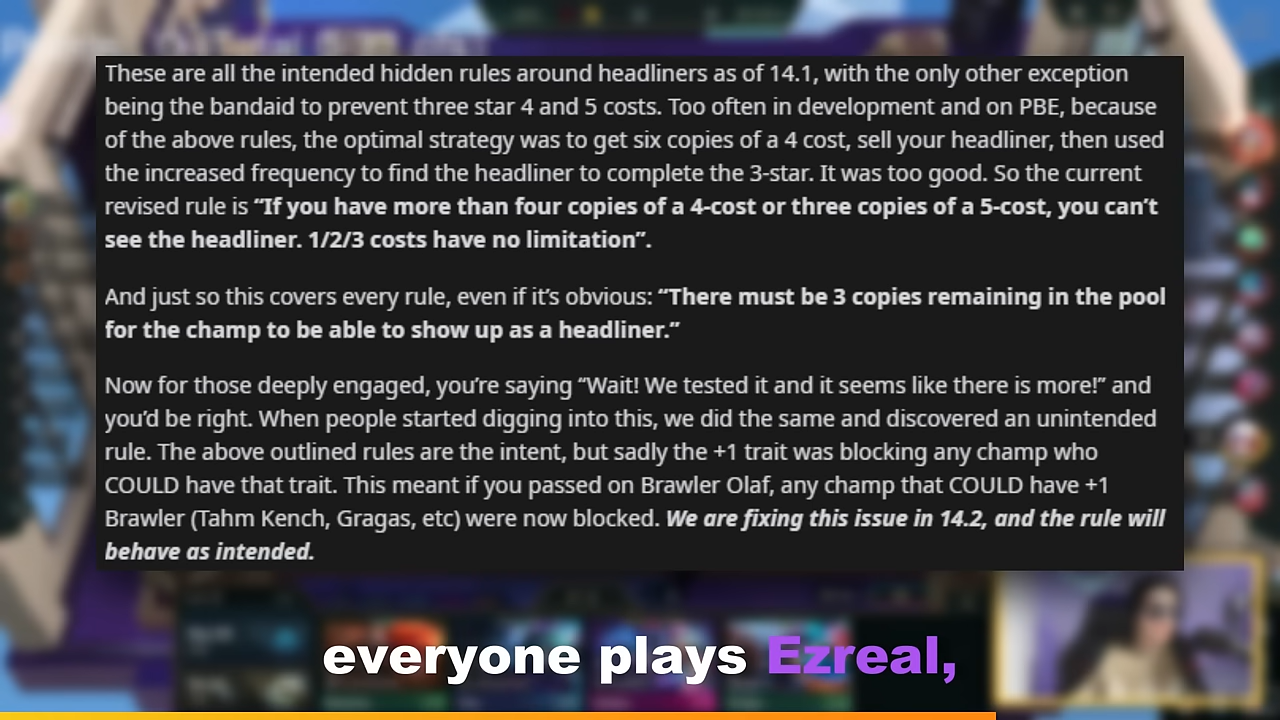 These are all the intended hidden rules around headliners as of 14.1, with the only other exception
being the bandaid to prevent three star 4 and 5 costs. Too often in development and on PBE, because
of the above rules, the optimal strategy was to get six copies of a 4 cost, sell your headliner, then used
the increased frequency to find the headliner to complete the 3-star. It was too good. So the current
revised rule is “If you have more than four copies of a 4-cost or three copies of a 5-cost, you can’t
see the headliner. 1/2/3 costs have no limitation”.
And just so this covers every rule, even if it’s obvious: “There must be 3 copies remaining in the pool
for the champ to be able to show up as a headliner.”
Now for those deeply engaged, you’re saying “Wait! We tested it and it seems like there is more!” and
you’d be right. When people started digging into this, we did the same and discovered an unintended
rule. The above outlined rules are the intent, but sadly the +1 trait was blocking any champ who
COULD have that trait. This meant if you passed on Brawler Olaf, any champ that COULD have +1
Brawler (Tahm Kench, Gragas, etc) were now blocked. We are fixing this issue in 14.2, and the rule will
behave as intended.
everyone plays Ezreal,